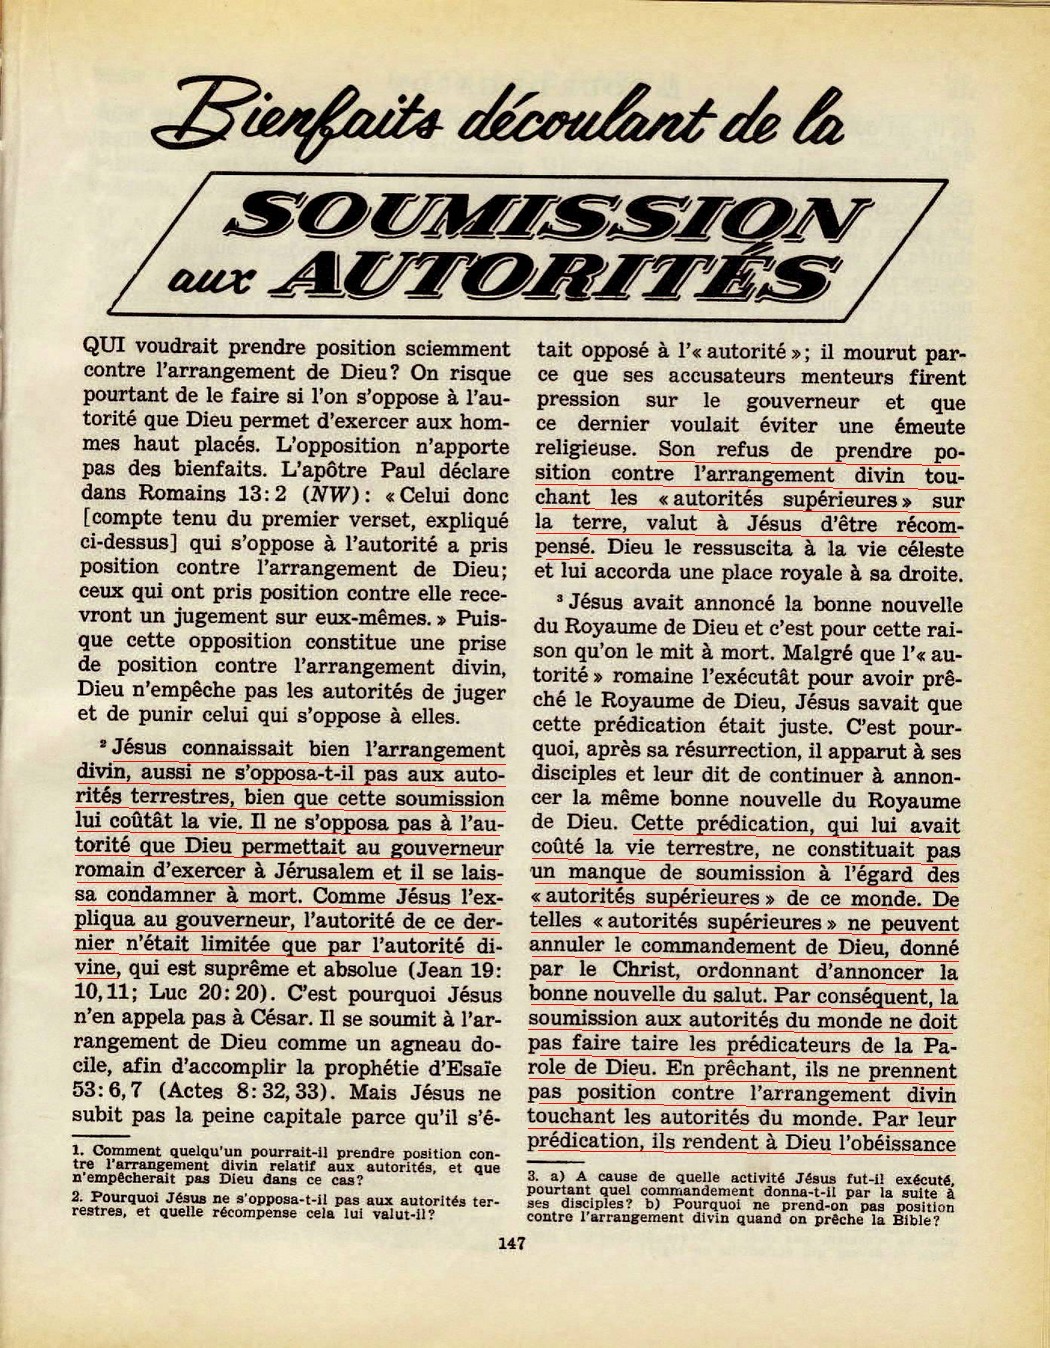 Bienfaits découlant de la
SOUMISSION
aux AUTORITÉS
QUI voudrait prendre position sciemment
contre l'arrangement de Dieu? On risque
pourtant de le faire si l'on s'oppose à l'au-
torité que Dieu permet d'exercer aux hom-
mes haut placés. L'opposition n'apporte
pas des bienfaits. L'apôtre Paul déclare
dans Romains 13:2 (NW): « Celui donc
[compte tenu du premier verset, expliqué
ci-dessus] qui s'oppose à l'autorité a pris
position contre l'arrangement de Dieu;
ceux qui ont pris position contre elle rece-
vront un jugement sur eux-mêmes. » Puis-
que cette opposition constitue une prise
de position contre l'arrangement divin,
Dieu n'empêche pas les autorités de juger
et de punir celui qui s'oppose à elles.
² Jésus connaissait bien l'arrangement
divin, aussi ne s'opposa-t-il pas aux auto-
rités terrestres, bien que cette soumission
lui coûtât la vie. Il ne s'opposa pas à l'au-
torité que Dieu permettait au gouverneur
romain d'exercer à Jérusalem et il se lais-
sa condamner à mort. Comme Jésus l'ex-
pliqua au gouverneur, l'autorité de ce der-
nier n'était limitée que par l'autorité di-
vine, qui est suprême et absolue (Jean 19:
10,11; Luc 20:20). C'est pourquoi Jésus
n'en appela pas à César. Il se soumit à l'ar-
rangement de Dieu comme un agneau do-
cile, afin d'accomplir la prophétie d'Esaïe
53:6,7 (Actes 8:32,33). Mais Jésus ne
subit pas la peine capitale parce qu'il s'é-
1. Comment quelqu'un pourrait-il prendre position con-
tre l'arrangement divin relatif aux autorités, et que
n'empêcherait pas Dieu dans ce cas?
2. Pourquoi Jésus ne s'opposa-t-il pas aux autorités ter-
restres, et quelle récompense cela lui valut-il?
tait opposé à l'« autorité »; il mourut par-
ce que ses accusateurs menteurs firent
pression sur le gouverneur et que
ce dernier voulait éviter une émeute
religieuse. Son refus de prendre po-
sition contre l'arrangement divin tou-
chant les « autorités supérieures » sur
la terre, valut à Jésus d'être récom-
pensé. Dieu le ressuscita à la vie céleste
et lui accorda une place royale à sa droite.
³ Jésus avait annoncé la bonne nouvelle
du Royaume de Dieu et c'est pour cette rai-
son qu'on le mit à mort. Malgré que l'« au-
torité » romaine l'exécutât pour avoir prê-
ché le Royaume de Dieu, Jésus savait que
cette prédication était juste. C'est pour-
quoi, après sa résurrection, il apparut à ses
disciples et leur dit de continuer à annon-
cer la même bonne nouvelle du Royaume
de Dieu. Cette prédication, qui lui avait
coûté la vie terrestre, ne constituait pas
un manque de soumission à l'égard des
« autorités supérieures » de ce monde. De
telles « autorités supérieures » ne peuvent
annuler le commandement de Dieu, donné
par le Christ, ordonnant d'annoncer la
bonne nouvelle du salut. Par conséquent, la
soumission aux autorités du monde ne doit
pas faire taire les prédicateurs de la Pa-
role de Dieu. En prêchant, ils ne prennent
pas position contre l'arrangement divin
touchant les autorités du monde. Par leur
prédication, ils rendent à Dieu l'obéissance
3. a) A cause de quelle activité Jésus fut-il exécuté,
pourtant quel commandement donna-t-il par la suite à
ses disciples? b) Pourquoi ne prend-on pas position
contre l'arrangement divin quand on prêche la Bible?
147